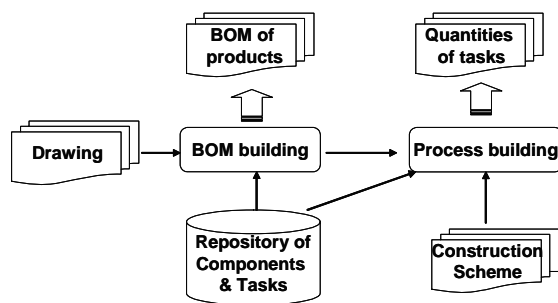 BOM of
products
Quantities
of tasks
Drawing
BOM building
Process building
Repository of
Components
& Tasks
Construction
Scheme